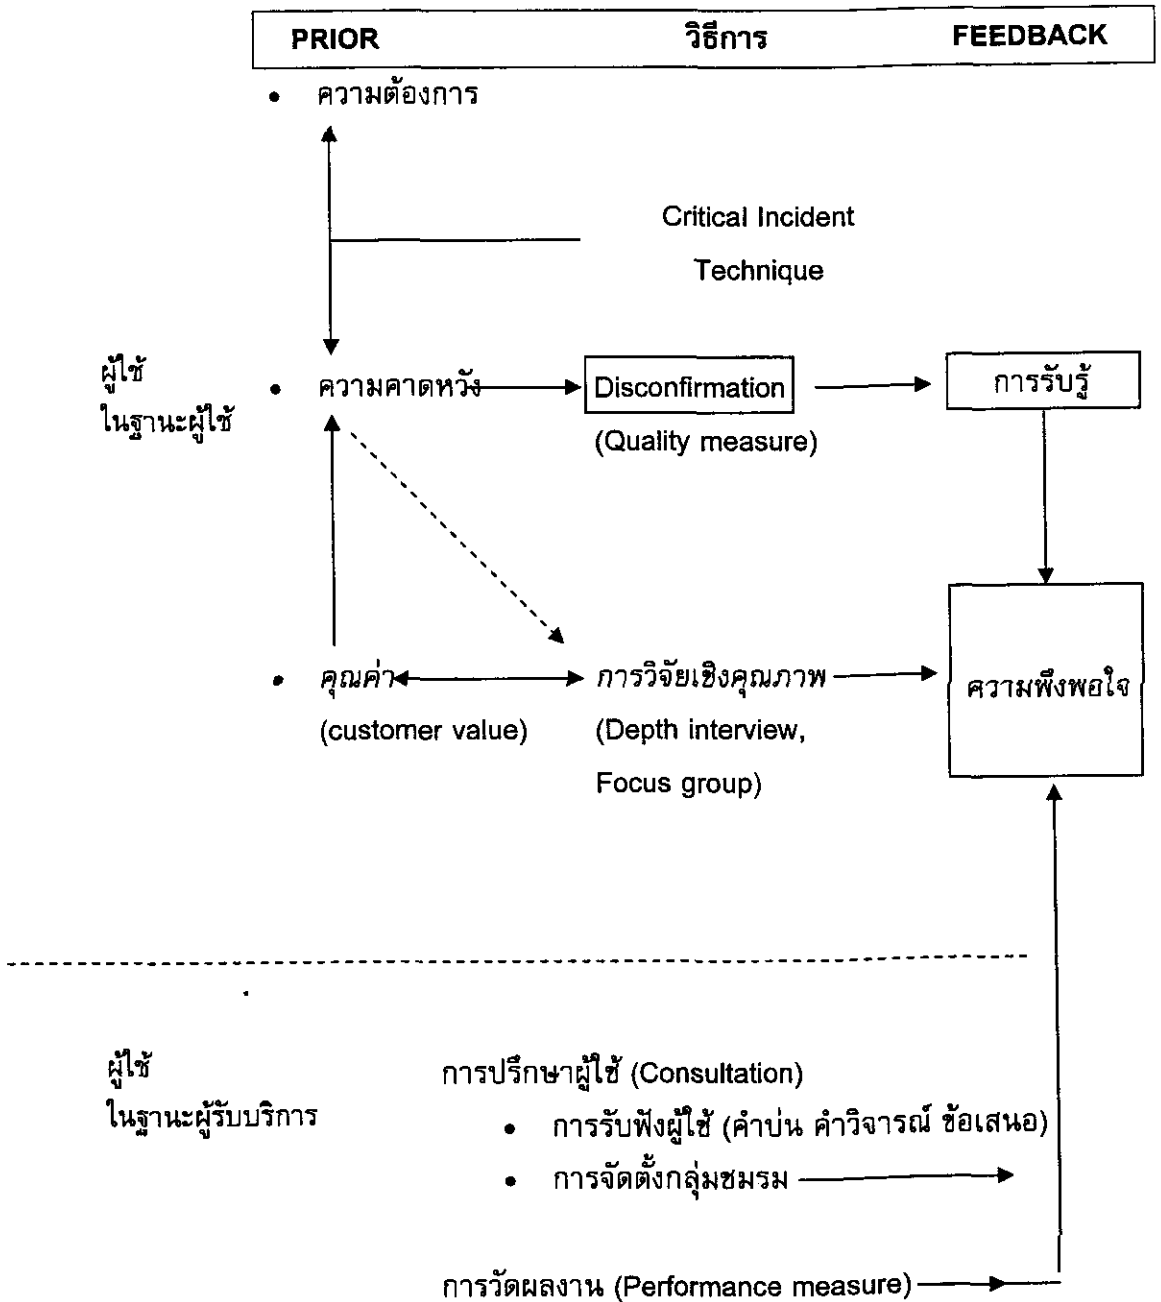 PRIOR วิธีการ FEEDBACK
• ความต้องการ
Critical Incident
Technique
ผู้ใช้
ในฐานะผู้ใช้
• ความคาดหวัง Disconfirmation การรับรู้
(Quality measure)
• คุณค่า การวิจัยเชิงคุณภาพ ความพึงพอใจ
(customer value) (Depth interview,
Focus group)
ผู้ใช้ การปรึกษาผู้ใช้ (Consultation)
ในฐานะผู้รับบริการ
• การรับฟังผู้ใช้ (คำบ่น คำวิจารณ์ ข้อเสนอ)
• การจัดตั้งกลุ่มชมรม
การวัดผลงาน (Performance measure)